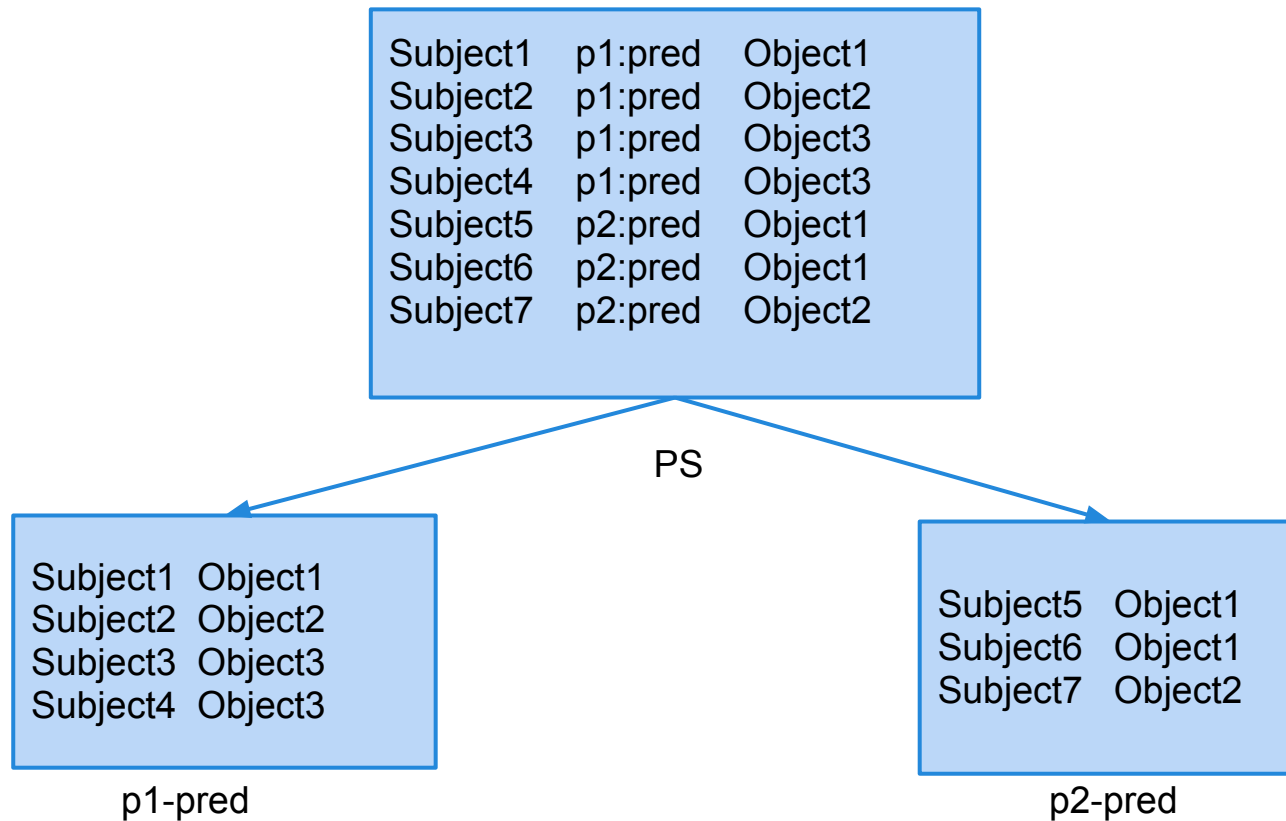 Subject1 p1:pred Object1
Subject2 p1:pred Object2
Subject3 p1:pred Object3
Subject4 p1:pred Object3
Subject5 p2:pred Object1
Subject6 p2:pred Object1
Subject7 p2:pred Object2
PS
Subject1 Object1
Subject2 Object2
Subject3 Object3
Subject4 Object3
p1-pred
Subject5 Object1
Subject6 Object1
Subject7 Object2
p2-pred